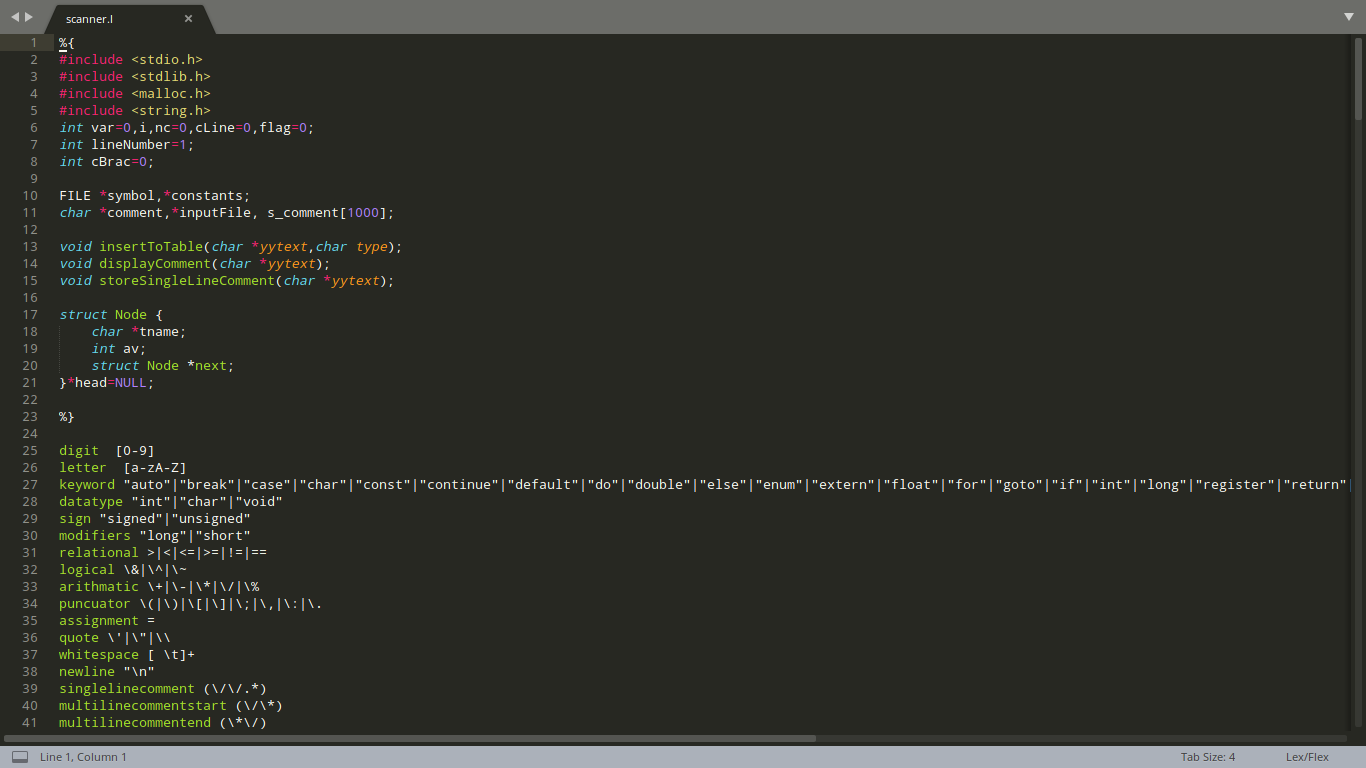 scanner.l
1 %{
2 #include <stdio.h>
3 #include <stdlib.h>
4 #include <malloc.h>
5 #include <string.h>
6 int var=0,i,nc=0,cLine=0,flag=0;
7 int lineNumber=1;
8 int cBrac=0;
9
10 FILE *symbol,*constants;
11 char *comment,*inputFile, s_comment[1000];
12
13 void insertToTable(char *yytext,char type);
14 void displayComment(char *yytext);
15 void storeSingleLineComment(char *yytext);
16
17 struct Node {
18     char *tname;
19     int av;
20     struct Node *next;
21 }*head=NULL;
22
23 %}
24
25 digit  [0-9]
26 letter  [a-zA-Z]
27 keyword "auto"|"break"|"case"|"char"|"const"|"continue"|"default"|"do"|"double"|"else"|"enum"|"extern"|"float"|"for"|"goto"|"if"|"int"|"long"|"register"|"return"|
28 datatype "int"|"char"|"void"
29 sign "signed"|"unsigned"
30 modifiers "long"|"short"
31 relational >|<|<=|>=|!=|==
32 logical \&|\^|\~
33 arithmatic \+|\-|\*|\/|\%
34 puncuator \(|\)|\[|\]|\;|\,|\:|\.
35 assignment =
36 quote \'|\"|\\
37 whitespace [ \t]+
38 newline "\n"
39 singlelinecomment (\/\/.*)
40 multilinecommentstart (\/\*)
41 multilinecommentend (\*\/)
Line 1, Column 1
Tab Size: 4
Lex/Flex